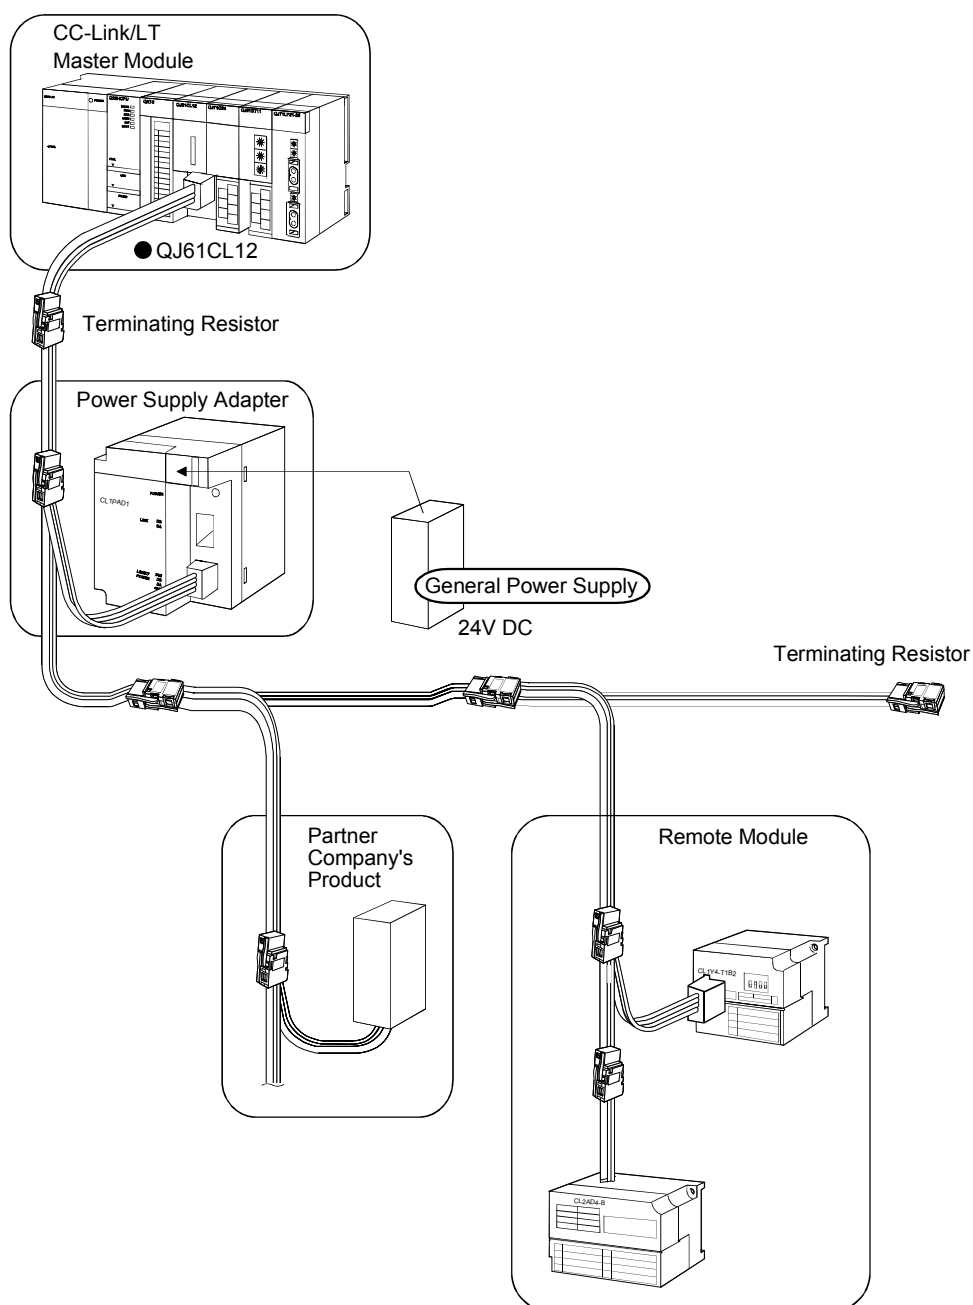 CC-Link/LT
Master Module
QJ61CL12
Terminating Resistor
Power Supply Adapter
CL1PAD1
POWER
General Power Supply
24V DC
Terminating Resistor
Partner
Company's
Product
Remote Module
CL1Y4-T1B2
CL2AD4-B